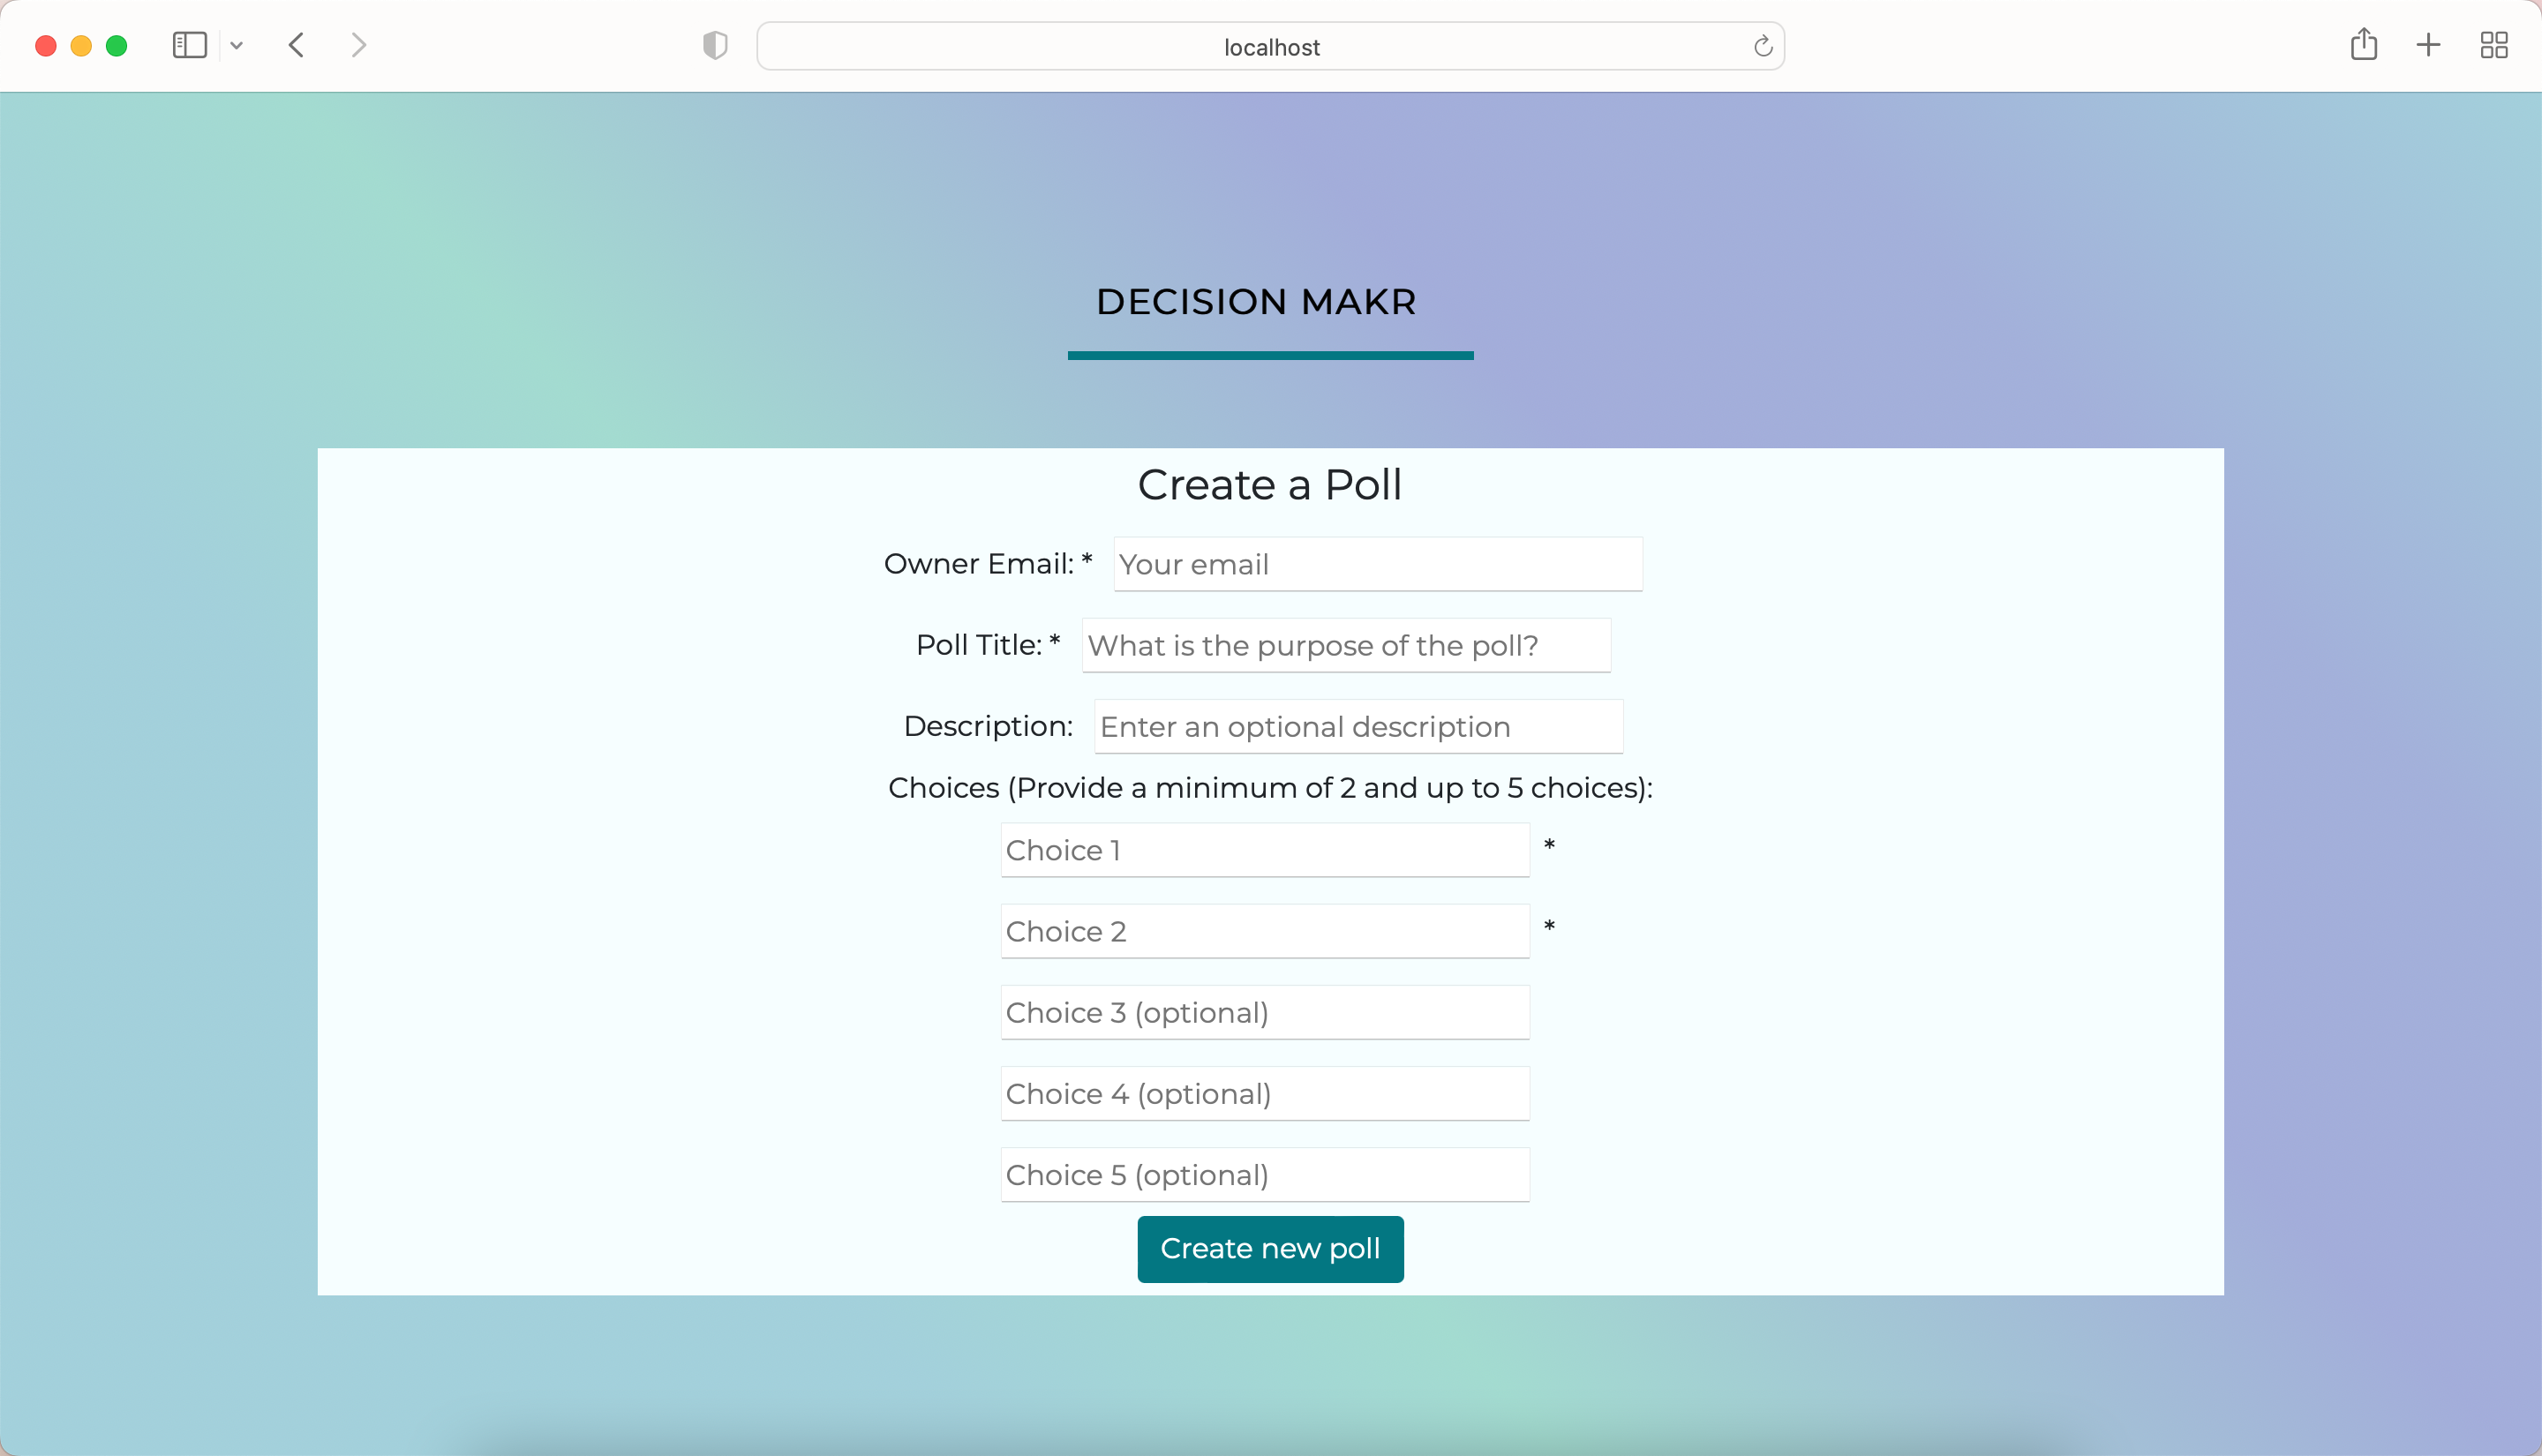 localhost
DECISION MAKR
Create a Poll
Owner Email: * Your email
Poll Title: * What is the purpose of the poll?
Description: Enter an optional description
Choices (Provide a minimum of 2 and up to 5 choices):
Choice 1 *
Choice 2 *
Choice 3 (optional)
Choice 4 (optional)
Choice 5 (optional)
Create new poll